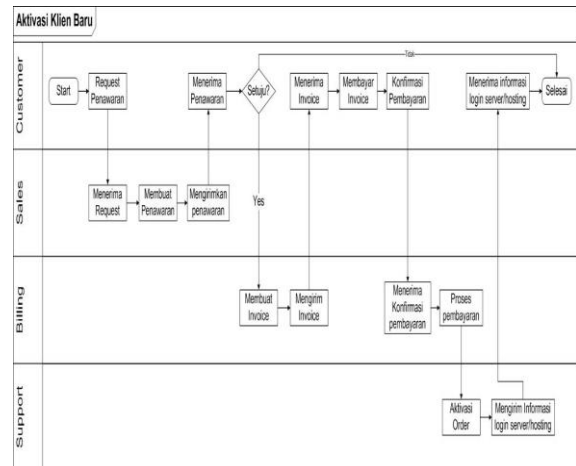 Aktivasi Klien Baru
Customer
Start
Request
Penawaran
Menerima
Penawaran
Setuju?
Tidak
Menerima
Invoice
Membayar
Invoice
Konfirmasi
Pembayaran
Menerima informasi
login server/hosting
Selesai
Sales
Menerima
Request
Membuat
Penawaran
Mengirimkan
penawaran
Yes
Billing
Membuat
Invoice
Mengirim
Invoice
Menerima
Konfirmasi
pembayaran
Proses
pembayaran
Support
Aktivasi
Order
Mengirim Informasi
login server/hosting